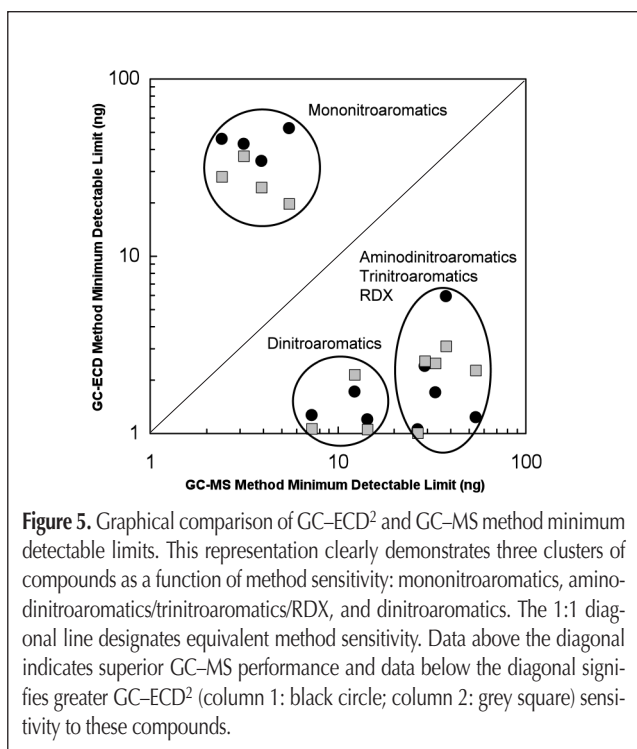 100
Mononitroaromatics
GC-ECD Method Minimum Detectable Limit (ng)
10
Aminodinitroaromatics
Trinitroaromatics
RDX
Dinitroaromatics
1
1
10
100
GC-MS Method Minimum Detectable Limit (ng)
Figure 5. Graphical comparison of GC–ECD² and GC–MS method minimum
detectable limits. This representation clearly demonstrates three clusters of
compounds as a function of method sensitivity: mononitroaromatics, amino-
dinitroaromatics/trinitroaromatics/RDX, and dinitroaromatics. The 1:1 diag-
onal line designates equivalent method sensitivity. Data above the diagonal
indicates superior GC–MS performance and data below the diagonal signi-
fies greater GC–ECD² (column 1: black circle; column 2: grey square) sensi-
tivity to these compounds.